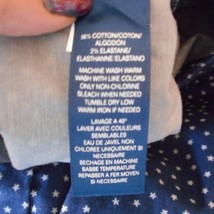 98% COTTON/COTON/
ALGODÓN
2% ELASTANE/
ELASTHANNE/ELASTANO
MACHINE WASH WARM
WASH WITH LIKE COLORS
ONLY NON-CHLORINE
BLEACH WHEN NEEDED
TUMBLE DRY LOW
WARM IRON IF NEEDED
LAVAGE A 40°
LAVER AVEC COULEURS
SEMBLABLES
EAU DE JAVEL NON
CHLOREE UNIQUEMENT SI
NECESSAIRE
SECHAGE EN MACHINE
BASSE TEMPERATURE
REPASSER A FER MOYEN
SI NECESSAIRE